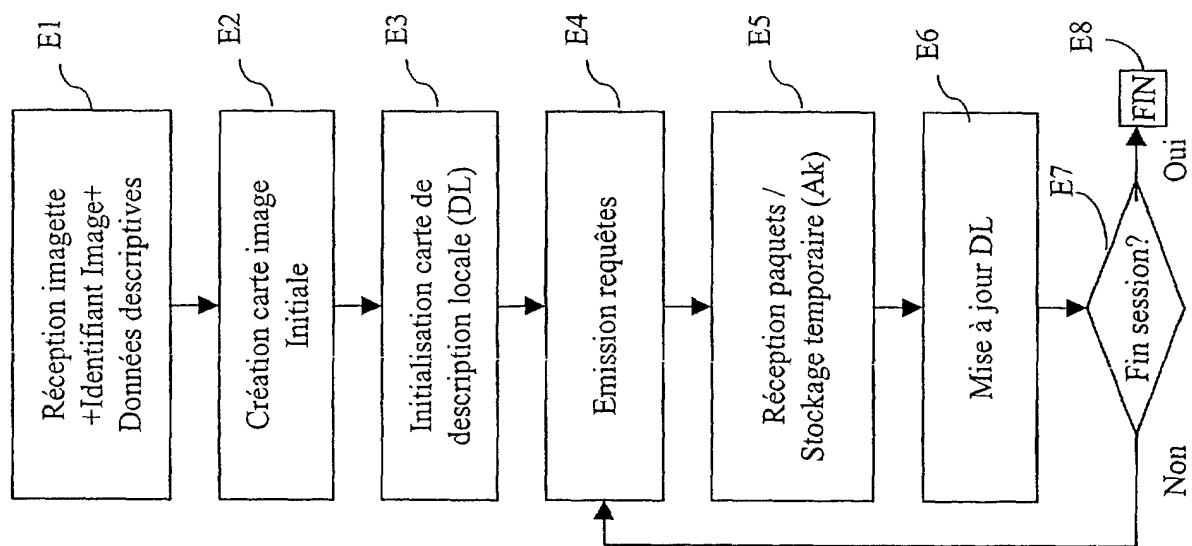 E1
Réception imagette
+Identifiant Image+
Données descriptives
E2
Création carte image
Initiale
E3
Initialisation carte de
description locale (DL)
E4
Emission requêtes
E5
Réception paquets /
Stockage temporaire (Ak)
E6
Mise à jour DL
E7
Fin session?
Non
Oui
E8
FIN